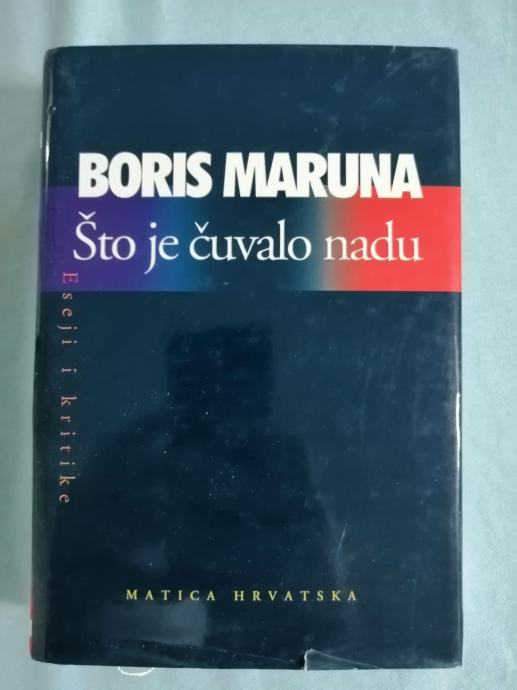 BORIS MARUNA
Što je čuvalo nadu
Eseji i kritike
MATICA HRVATSKA